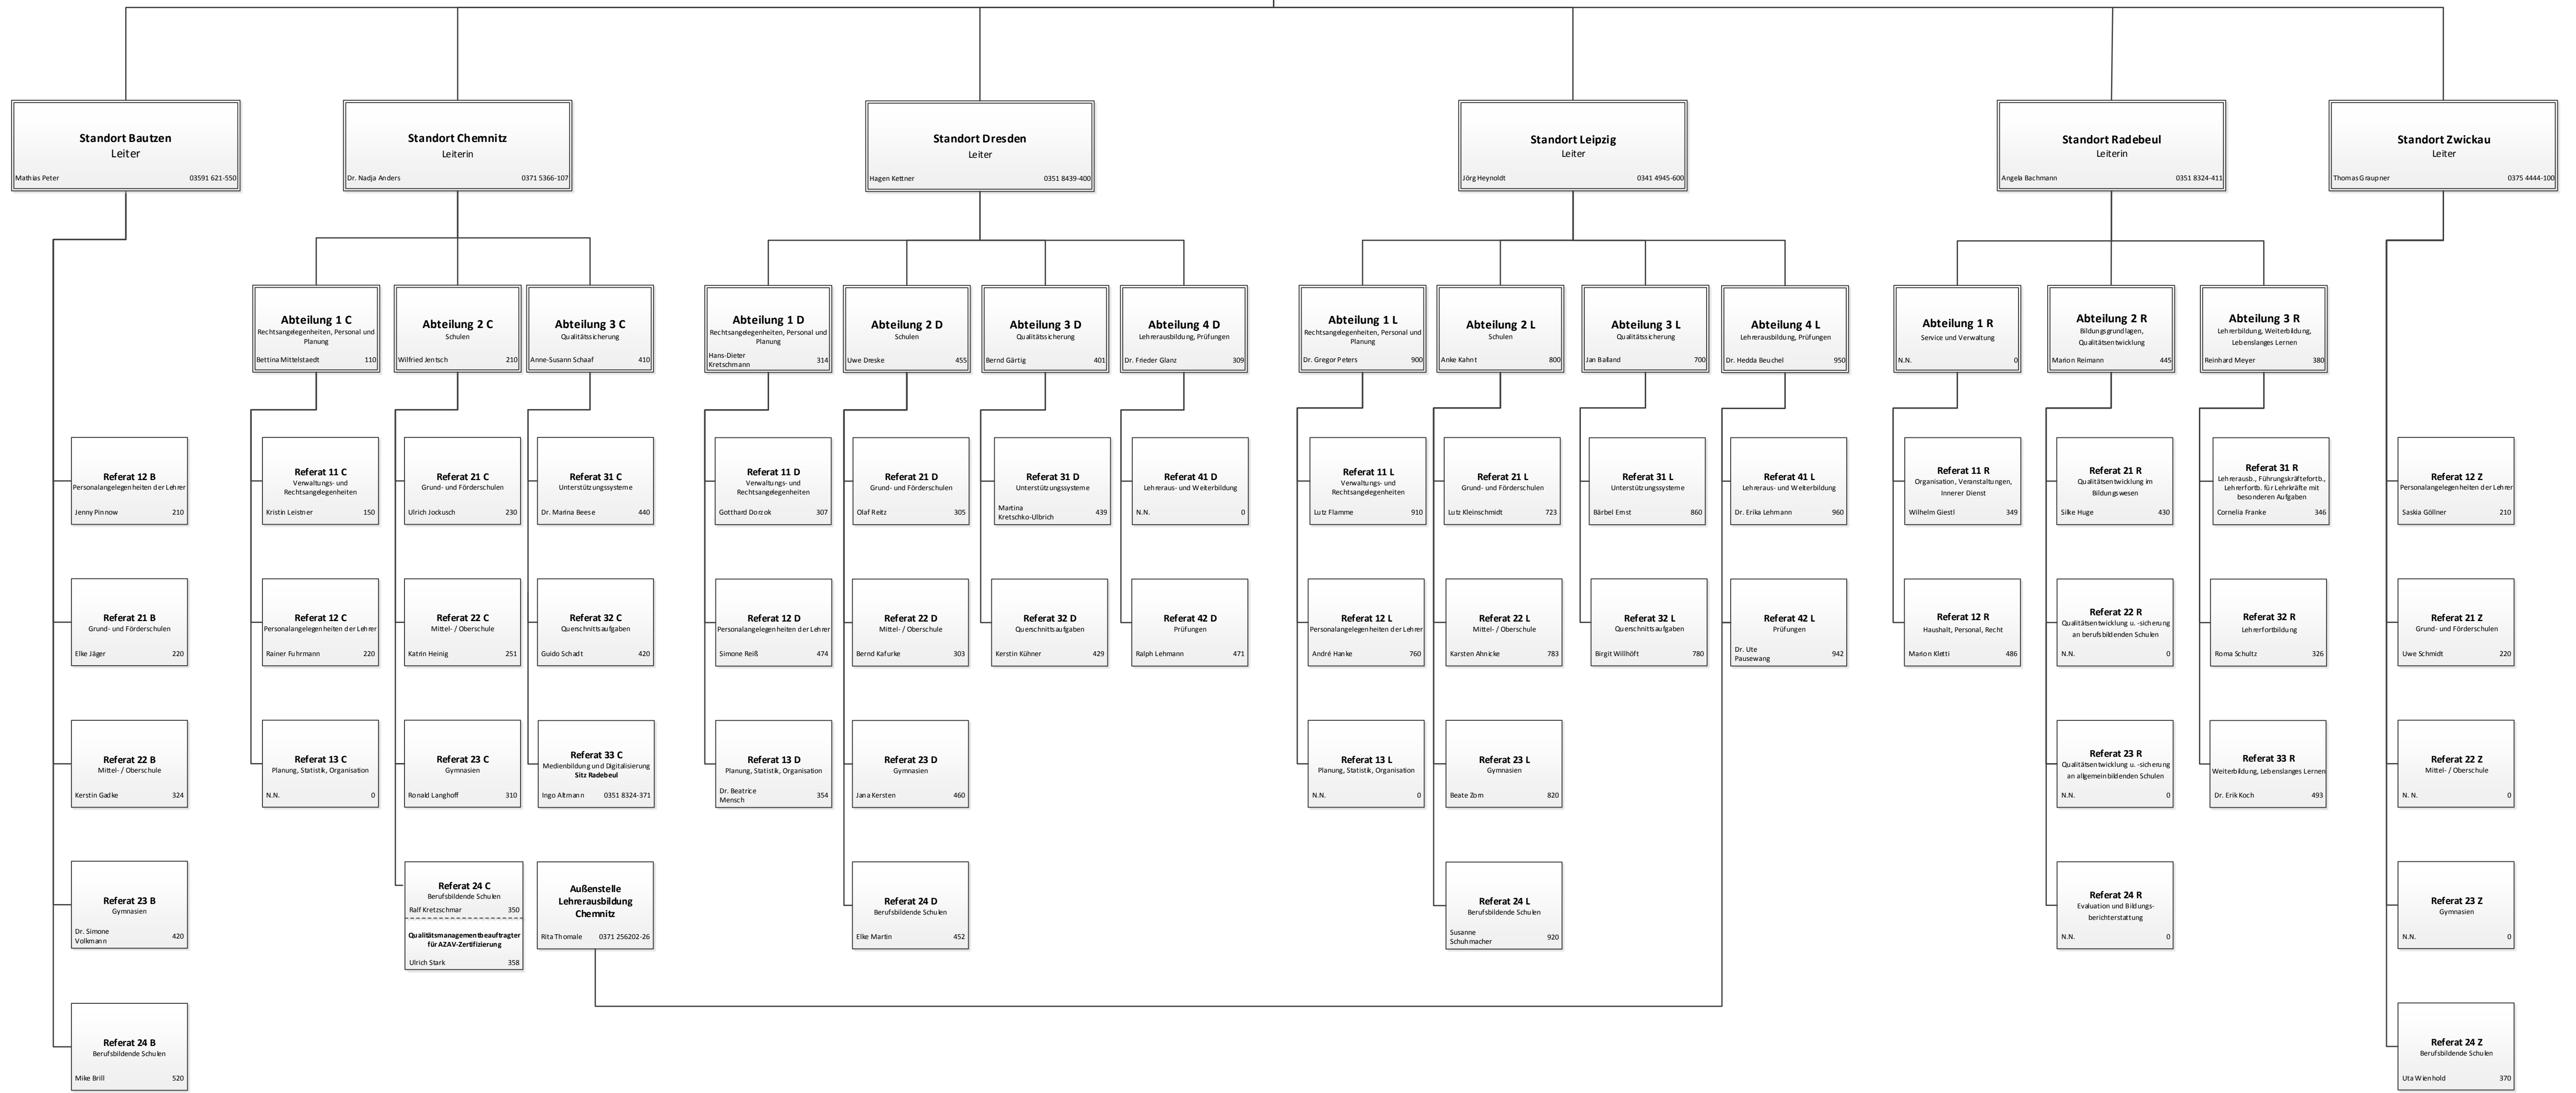 Standort Bautzen
Leiter
Mathias Peter 03591 621-550
Standort Chemnitz
Leiterin
Dr. Nadja Anders 0371 5366-107
Standort Dresden
Leiter
Hagen Kettner 0351 8439-400
Standort Leipzig
Leiter
Jörg Heynoldt 0341 4945-600
Standort Radebeul
Leiterin
Angela Bachmann 0351 8324-411
Standort Zwickau
Leiter
Thomas Graupner 0375 4444-100
Abteilung 1 C
Rechtsangelegenheiten, Personal und
Planung
Bettina Mittelstaedt 110
Abteilung 2 C
Schulen
Wilfried Jentsch 210
Abteilung 3 C
Qualitätssicherung
Anne-Susann Schaaf 410
Abteilung 1 D
Rechtsangelegenheiten, Personal und
Planung
Hans-Dieter
Kretschmann 314
Abteilung 2 D
Schulen
Uwe Dreske 455
Abteilung 3 D
Qualitätssicherung
Bernd Gärtig 401
Abteilung 4 D
Lehrerausbildung, Prüfungen
Dr. Frieder Glanz 309
Abteilung 1 L
Rechtsangelegenheiten, Personal und
Planung
Dr. Gregor Peters 900
Abteilung 2 L
Schulen
Anke Kahnt 800
Abteilung 3 L
Qualitätssicherung
Jan Balland 700
Abteilung 4 L
Lehrerausbildung, Prüfungen
Dr. Hedda Beuchel 950
Abteilung 1 R
Service und Verwaltung
N.N. 0
Abteilung 2 R
Bildungsgrundlagen,
Qualitätsentwicklung
Marion Reimann 445
Abteilung 3 R
Lehrerbildung, Weiterbildung,
Lebenslanges Lernen
Reinhard Meyer 380
Referat 12 B
Personalangelegenheiten der Lehrer
Jenny Pinnow 210
Referat 11 C
Verwaltungs- und
Rechtsangelegenheiten
Kristin Leistner 150
Referat 21 C
Grund- und Förderschulen
Ulrich Jockusch 230
Referat 31 C
Unterstützungssysteme
Dr. Marina Beese 440
Referat 11 D
Verwaltungs- und
Rechtsangelegenheiten
Gotthard Dorzok 307
Referat 21 D
Grund- und Förderschulen
Olaf Reitz 305
Referat 31 D
Unterstützungssysteme
Martina
Kretschko-Ulbrich 439
Referat 41 D
Lehreraus- und Weiterbildung
N.N. 0
Referat 11 L
Verwaltungs- und
Rechtsangelegenheiten
Lutz Flamme 910
Referat 21 L
Grund- und Förderschulen
Lutz Kleinschmidt 723
Referat 31 L
Unterstützungssysteme
Bärbel Ernst 860
Referat 41 L
Lehreraus- und Weiterbildung
Dr. Erika Lehmann 960
Referat 11 R
Organisation, Veranstaltungen,
Innerer Dienst
Wilhelm Giestl 349
Referat 21 R
Qualitätsentwicklung im
Bildungswesen
Silke Huge 430
Referat 31 R
Lehrerausb., Führungskräftefortb.,
Lehrerfortb. für Lehrkräfte mit
besonderen Aufgaben
Cornelia Franke 346
Referat 12 Z
Personalangelegenheiten der Lehrer
Saskia Göllner 210
Referat 21 B
Grund- und Förderschulen
Elke Jäger 220
Referat 12 C
Personalangelegenheiten der Lehrer
Rainer Fuhrmann 220
Referat 22 C
Mittel- / Oberschule
Katrin Heinig 251
Referat 32 C
Querschnittsaufgaben
Guido Schadt 420
Referat 12 D
Personalangelegenheiten der Lehrer
Simone Reiß 474
Referat 22 D
Mittel- / Oberschule
Bernd Kafurke 303
Referat 32 D
Querschnittsaufgaben
Kerstin Kühner 429
Referat 42 D
Prüfungen
Ralph Lehmann 471
Referat 12 L
Personalangelegenheiten der Lehrer
André Hanke 760
Referat 22 L
Mittel- / Oberschule
Karsten Ahnicke 783
Referat 32 L
Querschnittsaufgaben
Birgit Willhöft 780
Referat 42 L
Prüfungen
Dr. Ute
Pausewang 942
Referat 12 R
Haushalt, Personal, Recht
Marion Kletti 486
Referat 22 R
Qualitätsentwicklung u. -sicherung
an berufsbildenden Schulen
N.N. 0
Referat 32 R
Lehrerfortbildung
Roma Schultz 326
Referat 21 Z
Grund- und Förderschulen
Uwe Schmidt 220
Referat 22 B
Mittel- / Oberschule
Kerstin Gadke 324
Referat 13 C
Planung, Statistik, Organisation
N.N. 0
Referat 23 C
Gymnasien
Ronald Langhoff 310
Referat 33 C
Medienbildung und Digitalisierung
Sitz Radebeul
Ingo Altmann 0351 8324-371
Referat 13 D
Planung, Statistik, Organisation
Dr. Beatrice
Mensch 354
Referat 23 D
Gymnasien
Jana Kersten 460
Referat 13 L
Planung, Statistik, Organisation
N.N. 0
Referat 23 L
Gymnasien
Beate Zom 820
Referat 23 R
Qualitätsentwicklung u. -sicherung
an allgemeinbildenden Schulen
N.N. 0
Referat 33 R
Weiterbildung, Lebenslanges Lernen
Dr. Erik Koch 493
Referat 22 Z
Mittel- / Oberschule
N. N. 0
Referat 23 B
Gymnasien
Dr. Simone
Volkmann 420
Referat 24 C
Berufsbildende Schulen
Ralf Kretzschmar 350
Qualitätsmanagementbeauftragter
für AZAV-Zertifizierung
Ulrich Stark 358
Außenstelle
Lehrerausbildung
Chemnitz
Rita Thomale 0371 256202-26
Referat 24 D
Berufsbildende Schulen
Elke Martin 452
Referat 24 L
Berufsbildende Schulen
Susanne
Schuhmacher 920
Referat 24 R
Evaluation und Bildungs-
berichterstattung
N.N. 0
Referat 23 Z
Gymnasien
N.N. 0
Referat 24 B
Berufsbildende Schulen
Mike Brill 520
Referat 24 Z
Berufsbildende Schulen
Uta Wienhold 370